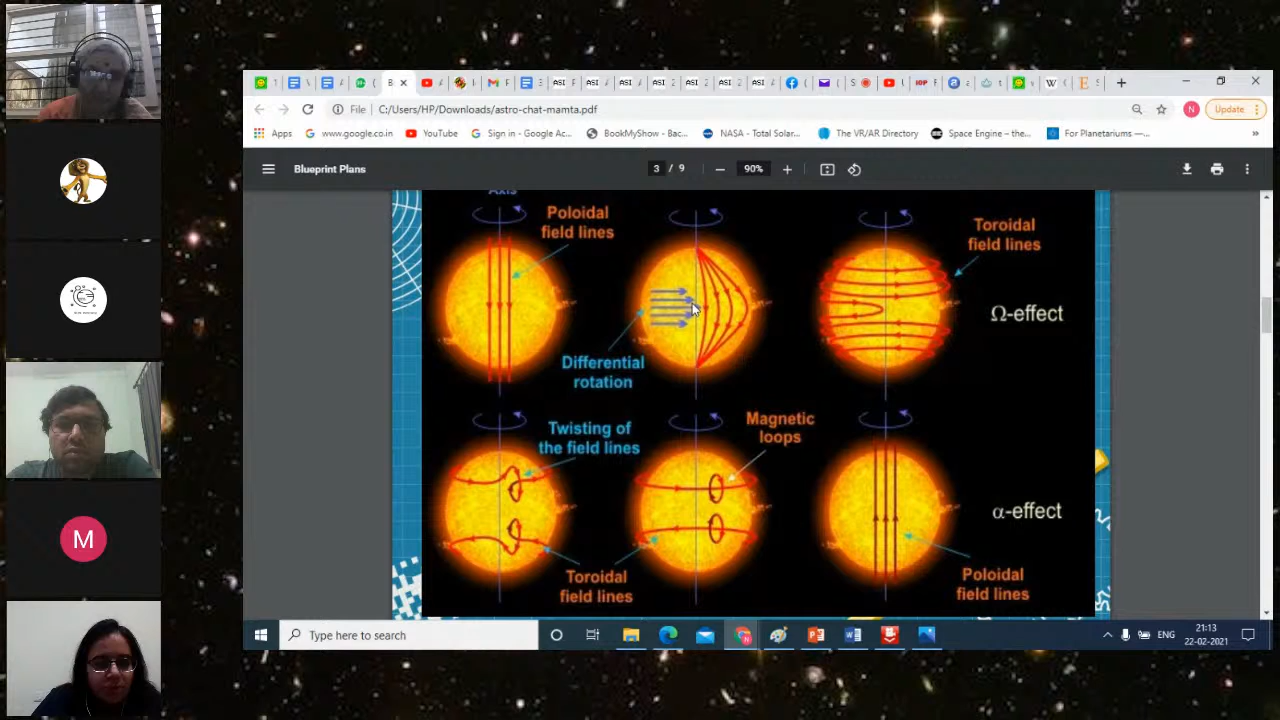 File
C:/Users/HP/Downloads/astro-chat-mamta.pdf
Update
Apps
www.google.co.in
YouTube
Sign in - Google Ac...
BookMyShow - Bac...
NASA - Total Solar...
The VR/AR Directory
Space Engine – the...
For Planetariums —...
»
Blueprint Plans
3 / 9
90%
Axis
Poloidal
field lines
Toroidal
field lines
Ω-effect
Differential
rotation
Twisting of
the field lines
Magnetic
loops
α-effect
Toroidal
field lines
Poloidal
field lines
M
Type here to search
ENG
21:13
22-02-2021